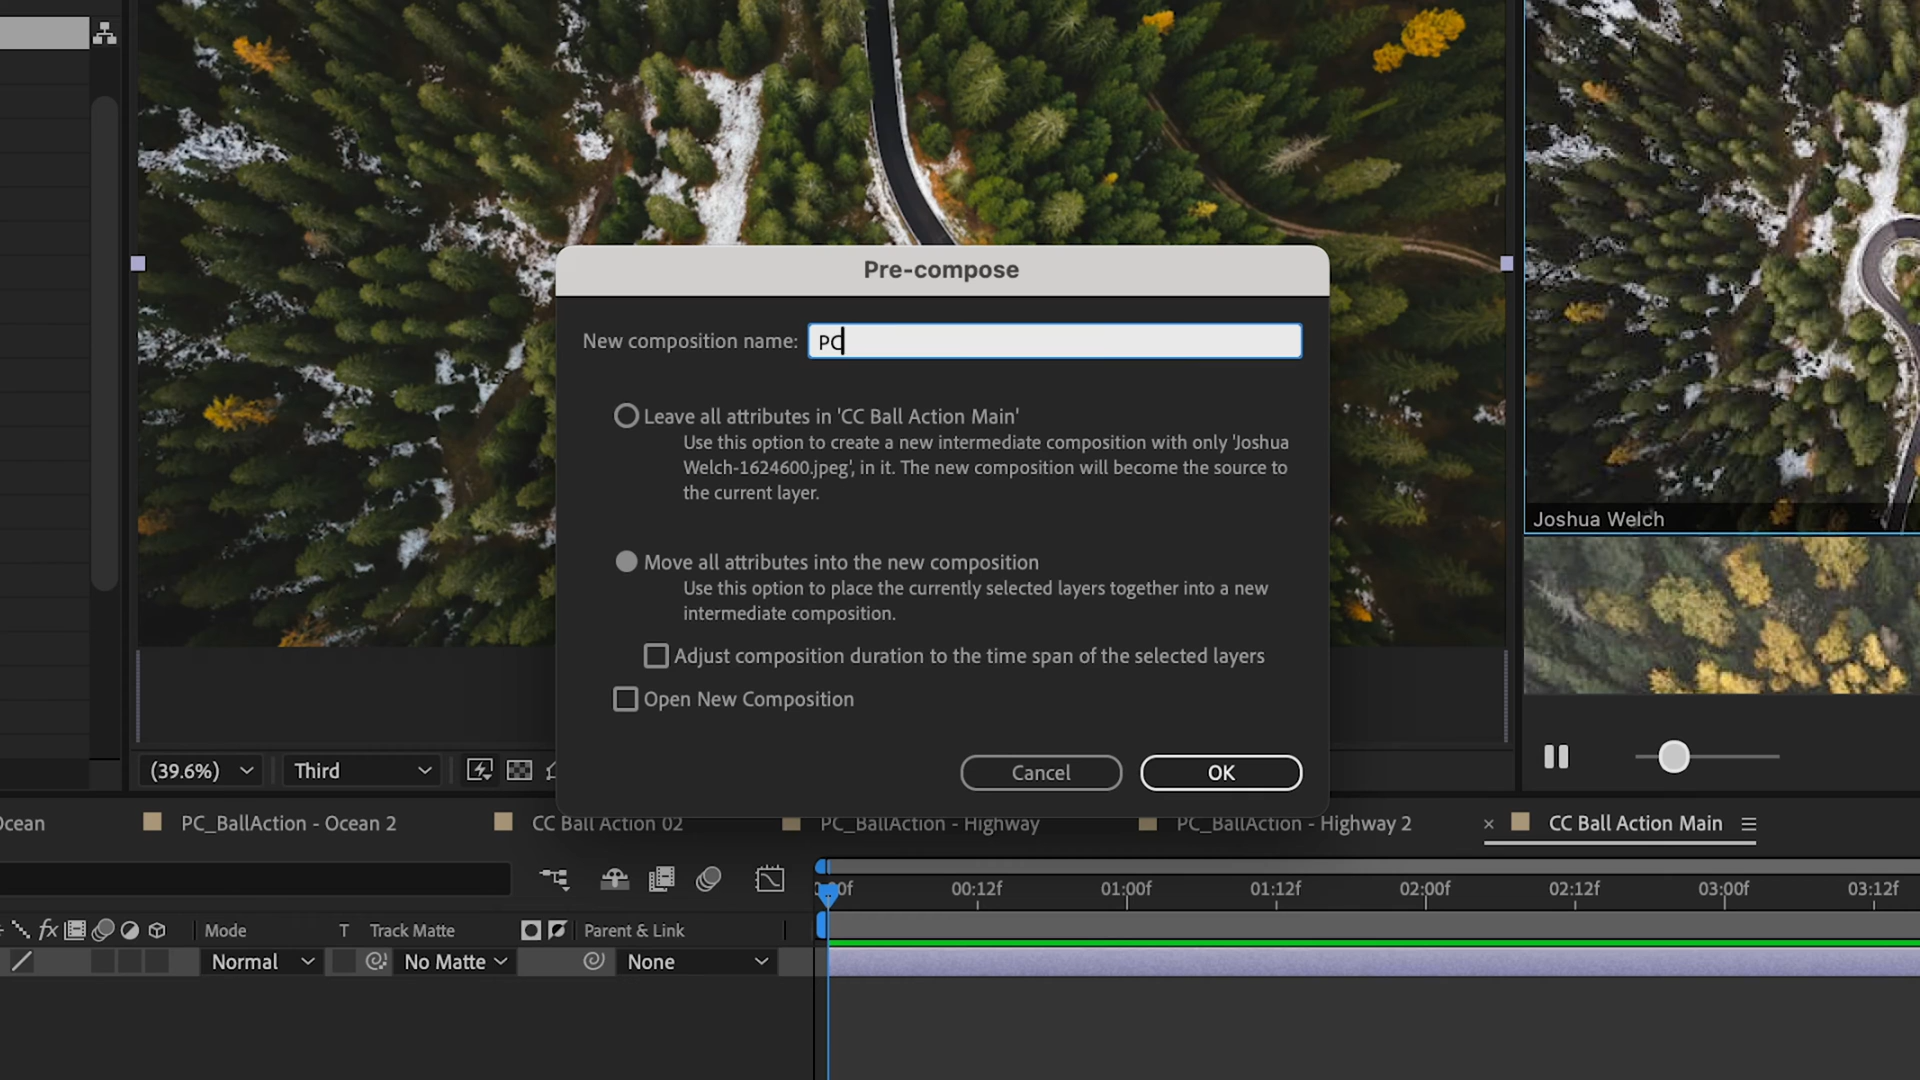 Pre-compose
New composition name: PC
Leave all attributes in 'CC Ball Action Main'
Use this option to create a new intermediate composition with only 'Joshua
Welch-1624600.jpeg', in it. The new composition will become the source to
the current layer.
Move all attributes into the new composition
Use this option to place the currently selected layers together into a new
intermediate composition.
Adjust composition duration to the time span of the selected layers
Open New Composition
Cancel OK
Joshua Welch
(39.6%) Third
Ocean PC_BallAction - Ocean 2 CC Ball Action 02 PC_BallAction - Highway PC_BallAction - Highway 2 × CC Ball Action Main
00f 00:12f 01:00f 01:12f 02:00f 02:12f 03:00f 03:12f
fx Mode T Track Matte Parent & Link
Normal No Matte None